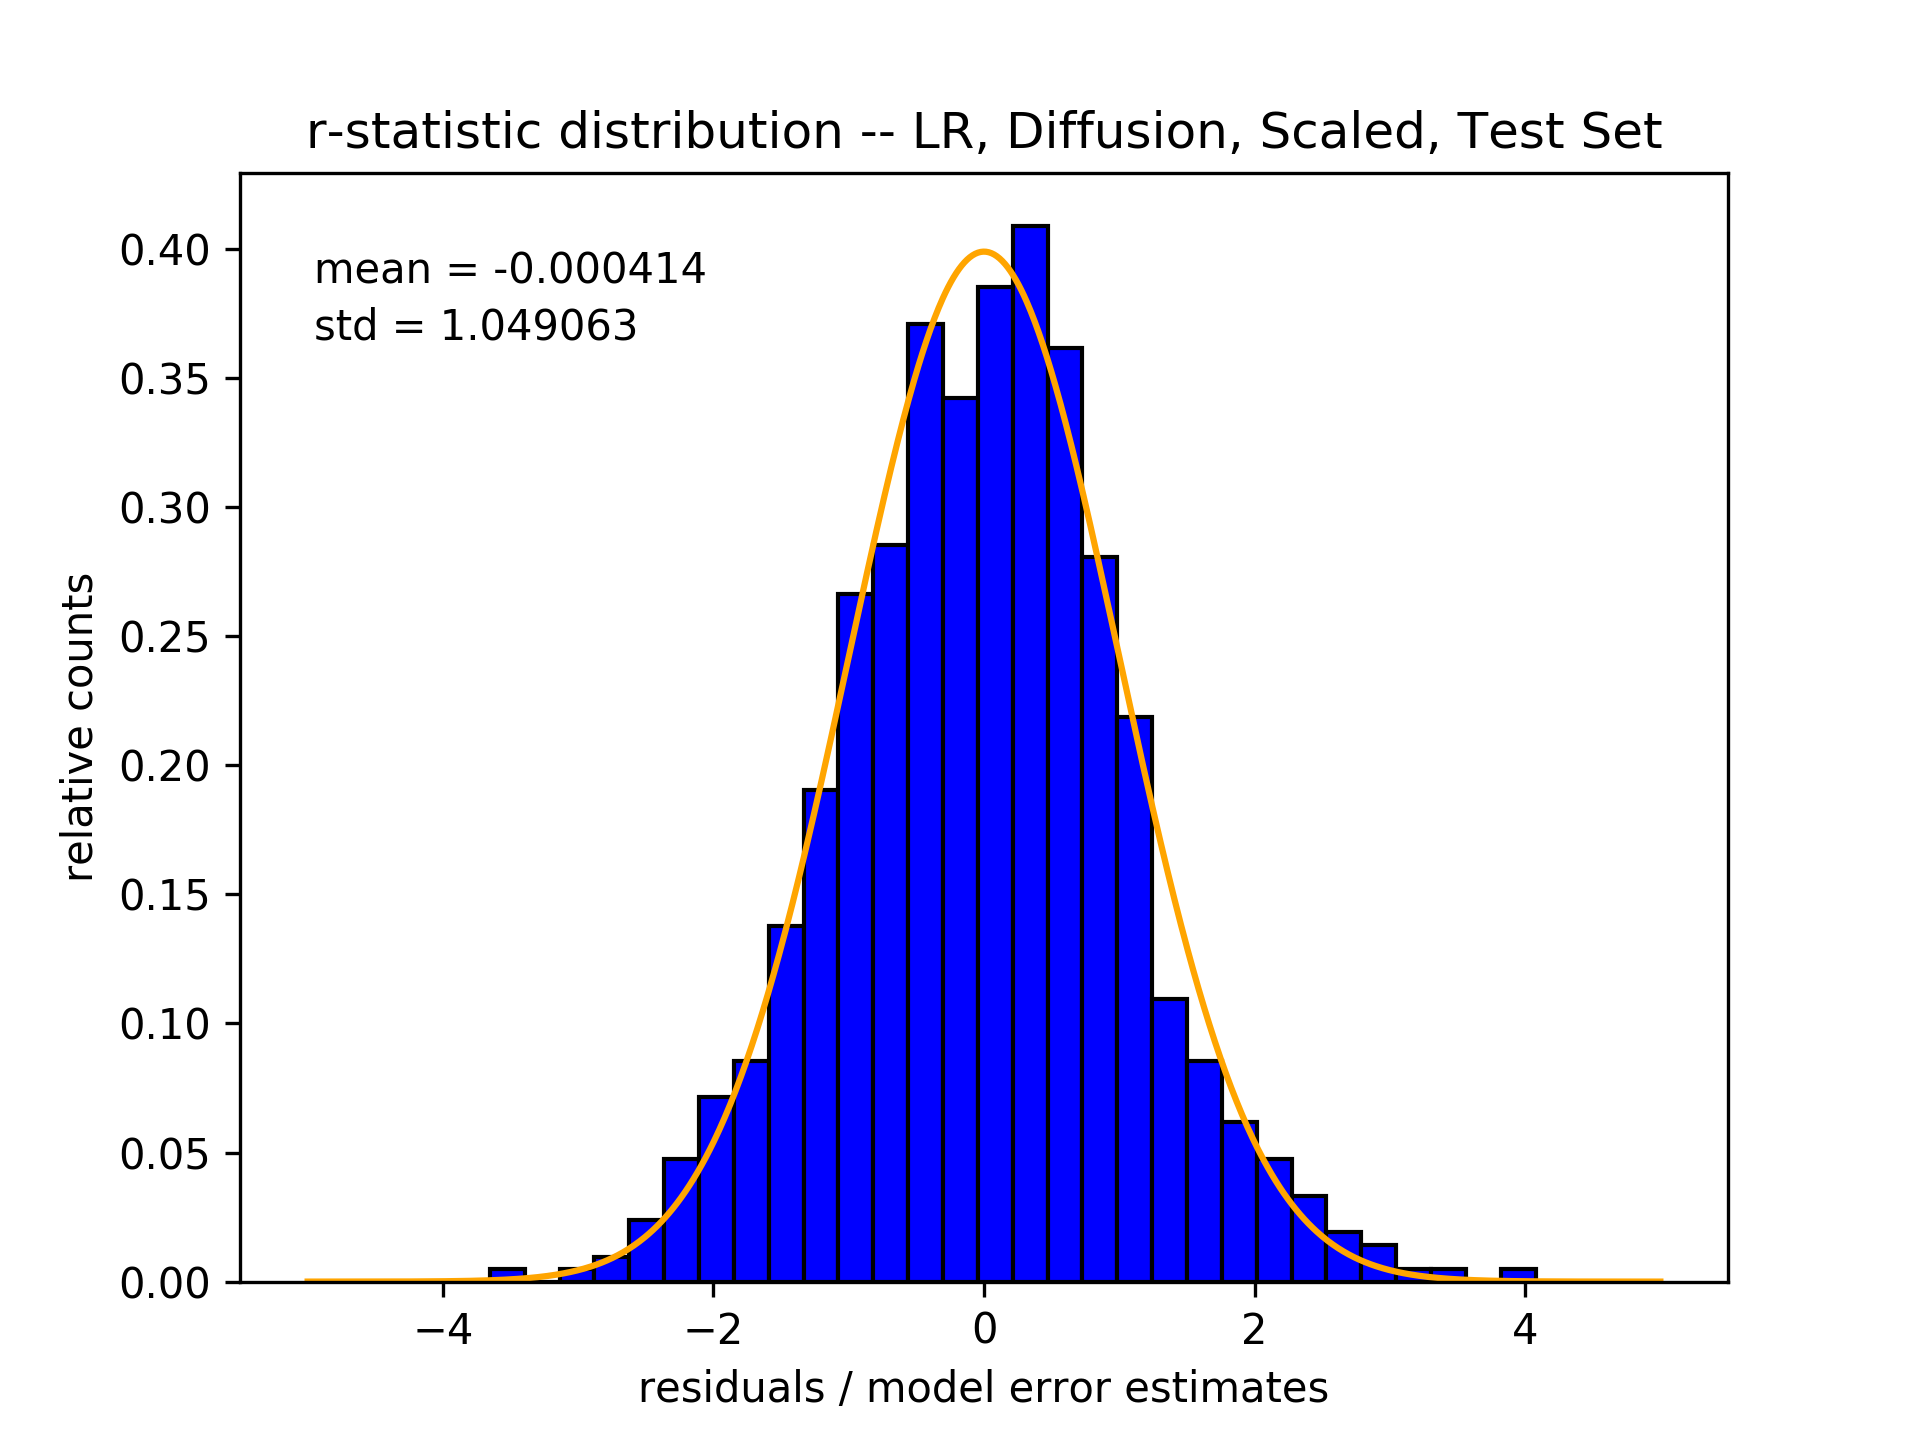 r-statistic distribution -- LR, Diffusion, Scaled, Test Set
mean = -0.000414
std = 1.049063
0.40
0.35
0.30
0.25
0.20
0.15
0.10
0.05
0.00
relative counts
−4 −2 0 2 4
residuals / model error estimates